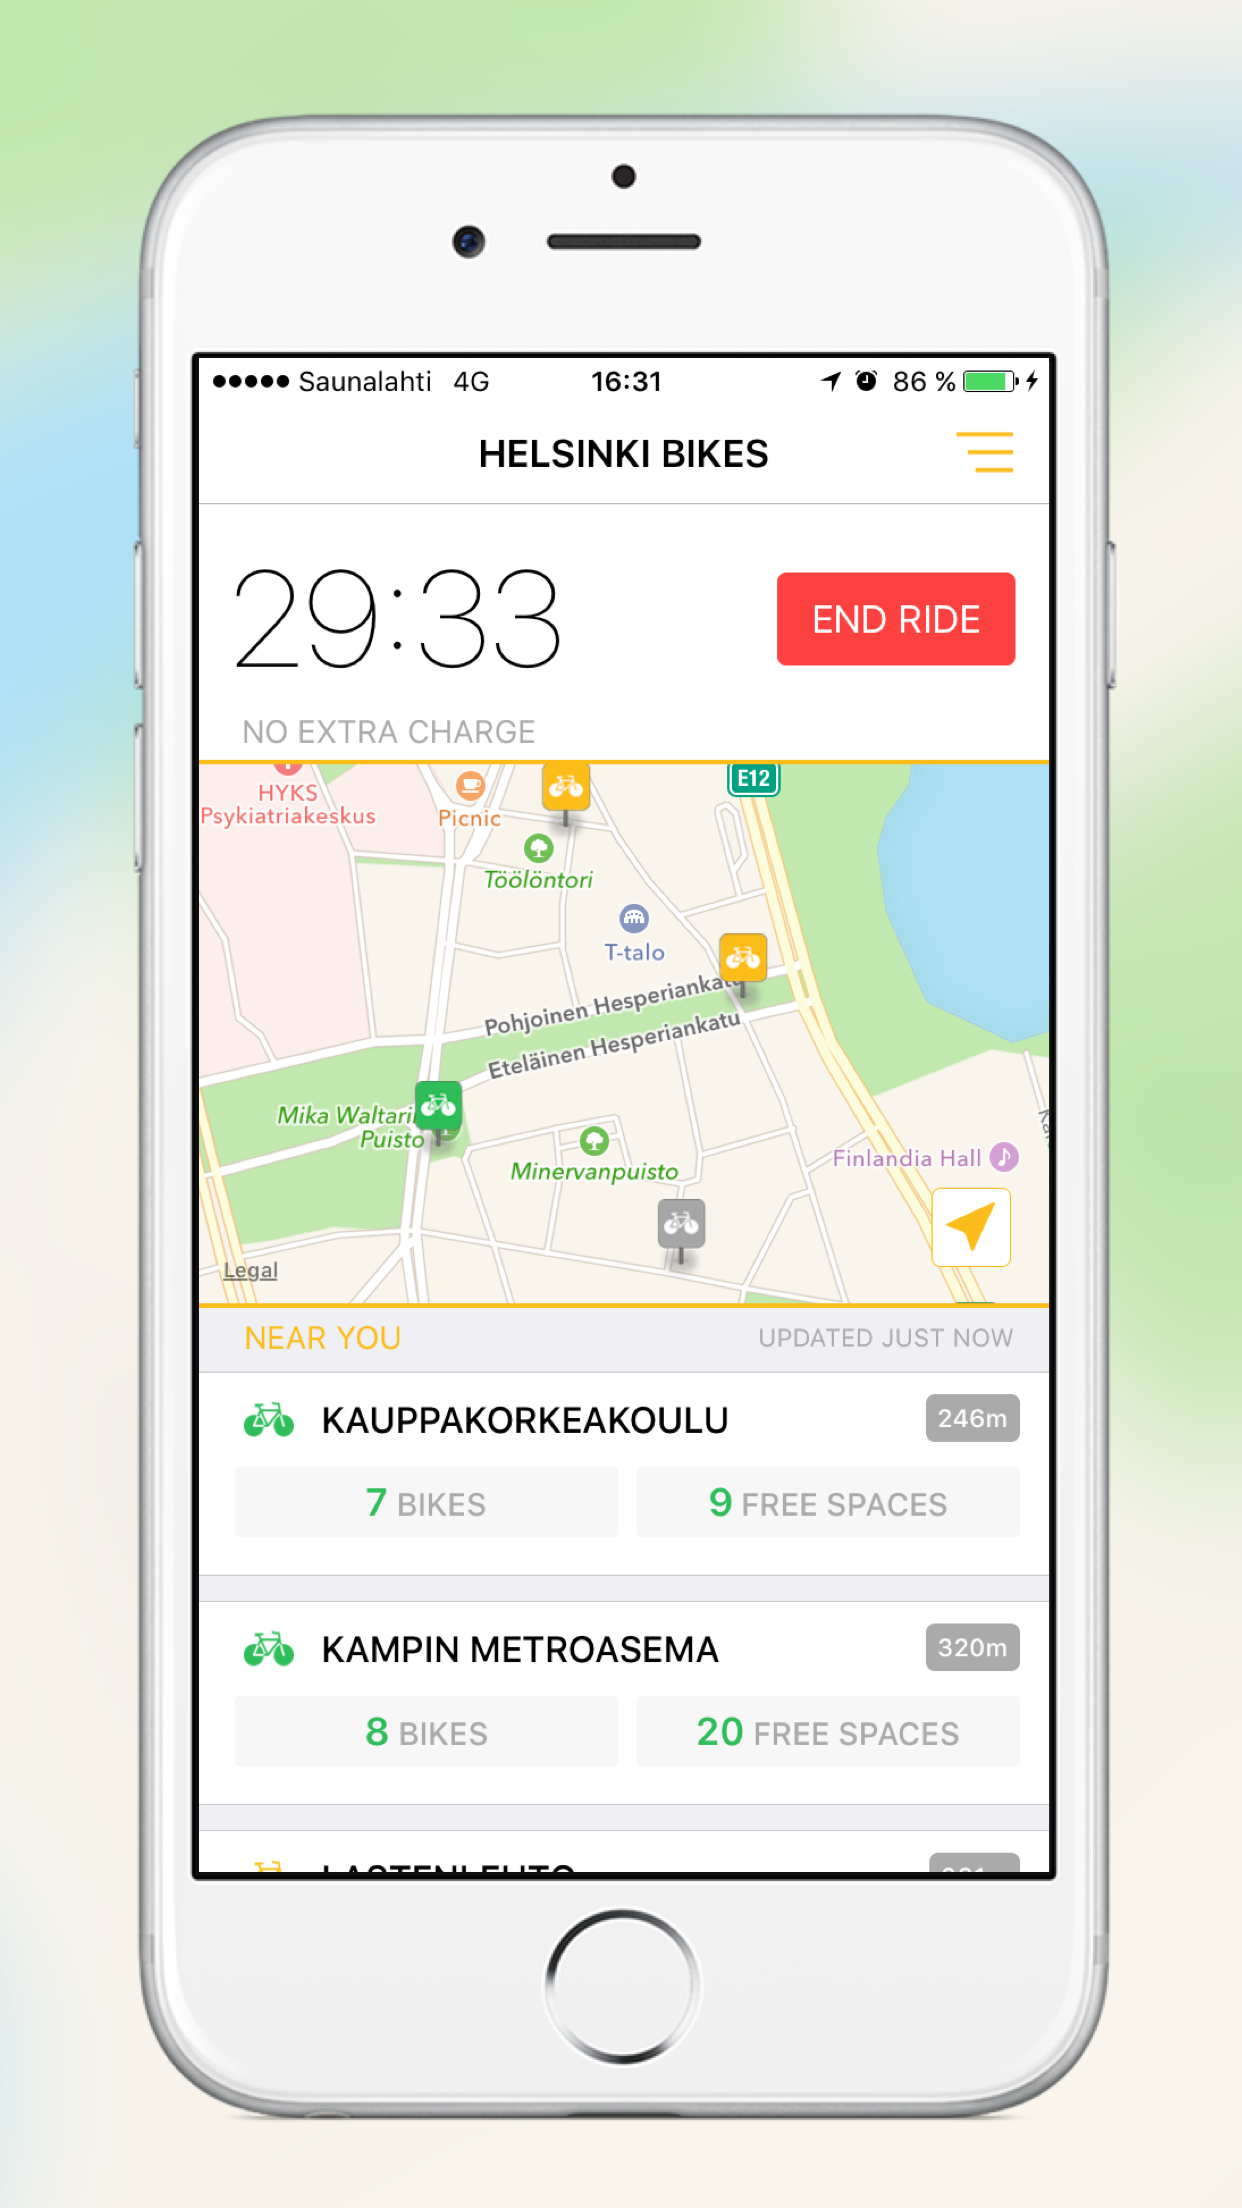 Saunalahti 4G 16:31 86 %
HELSINKI BIKES
29:33
END RIDE
NO EXTRA CHARGE
E12
HYKS
Psykiatriakeskus
Picnic
Töölöntori
T-talo
Pohjoinen Hesperiankatu
Eteläinen Hesperiankatu
Mika Waltarin
Puisto
Minervanpuisto
Finlandia Hall
Legal
NEAR YOU
UPDATED JUST NOW
KAUPPAKORKEAKOULU
246m
7 BIKES
9 FREE SPACES
KAMPIN METROASEMA
320m
8 BIKES
20 FREE SPACES
LASTENLEHTO